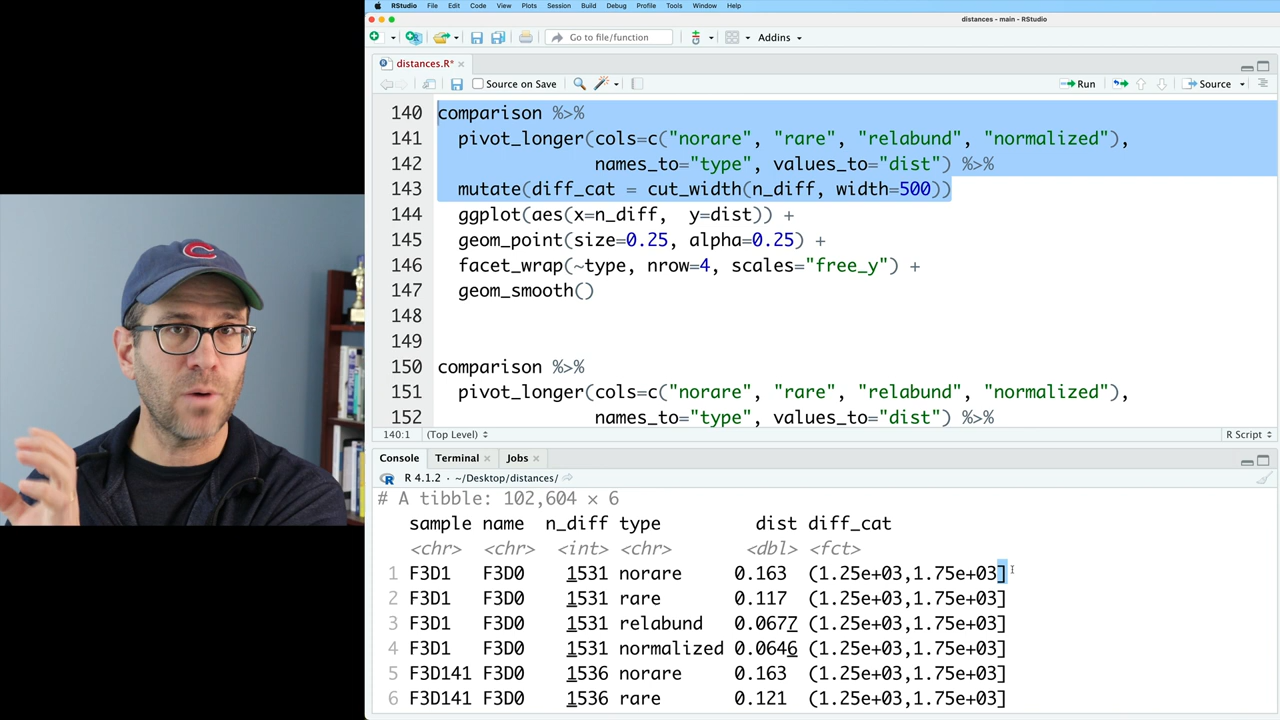 RStudio File Edit Code View Plots Session Build Debug Profile Tools Window Help
distances - main - RStudio
Go to file/function
Addins
distances.R*
Source on Save
Run
Source
140 comparison %>%
141 pivot_longer(cols=c("norare", "rare", "relabund", "normalized"),
142 names_to="type", values_to="dist") %>%
143 mutate(diff_cat = cut_width(n_diff, width=500))
144 ggplot(aes(x=n_diff, y=dist)) +
145 geom_point(size=0.25, alpha=0.25) +
146 facet_wrap(~type, nrow=4, scales="free_y") +
147 geom_smooth()
148
149
150 comparison %>%
151 pivot_longer(cols=c("norare", "rare", "relabund", "normalized"),
152 names_to="type", values_to="dist") %>%
140:1 (Top Level) R Script
Console Terminal Jobs
R 4.1.2 · ~/Desktop/distances/
# A tibble: 102,604 × 6
sample name n_diff type dist diff_cat
<chr> <chr> <int> <chr> <dbl> <fct>
1 F3D1 F3D0 1531 norare 0.163 (1.25e+03,1.75e+03]
2 F3D1 F3D0 1531 rare 0.117 (1.25e+03,1.75e+03]
3 F3D1 F3D0 1531 relabund 0.0677 (1.25e+03,1.75e+03]
4 F3D1 F3D0 1531 normalized 0.0646 (1.25e+03,1.75e+03]
5 F3D141 F3D0 1536 norare 0.163 (1.25e+03,1.75e+03]
6 F3D141 F3D0 1536 rare 0.121 (1.25e+03,1.75e+03]
C